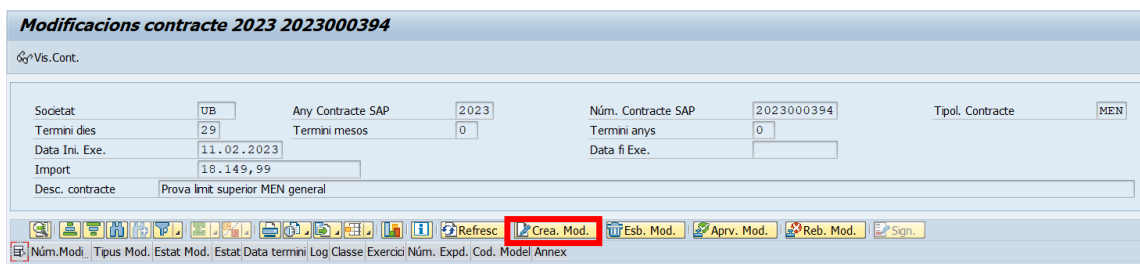 Modificacions contracte 2023 2023000394
Vis.Cont.
Societat UB Any Contracte SAP 2023 Núm. Contracte SAP 2023000394 Tipol. Contracte MEN
Termini dies 29 Termini mesos 0 Termini anys 0
Data Ini. Exe. 11.02.2023 Data fi Exe.
Import 18.149,99
Desc. contracte Prova limit superior MEN general
Refresc Crea. Mod. Esb. Mod. Aprv. Mod. Reb. Mod. Sign.
Núm.Modi_ Tipus Mod. Estat Mod. Estat Data termini Log Classe Exercici Núm. Expd. Cod. Model Annex